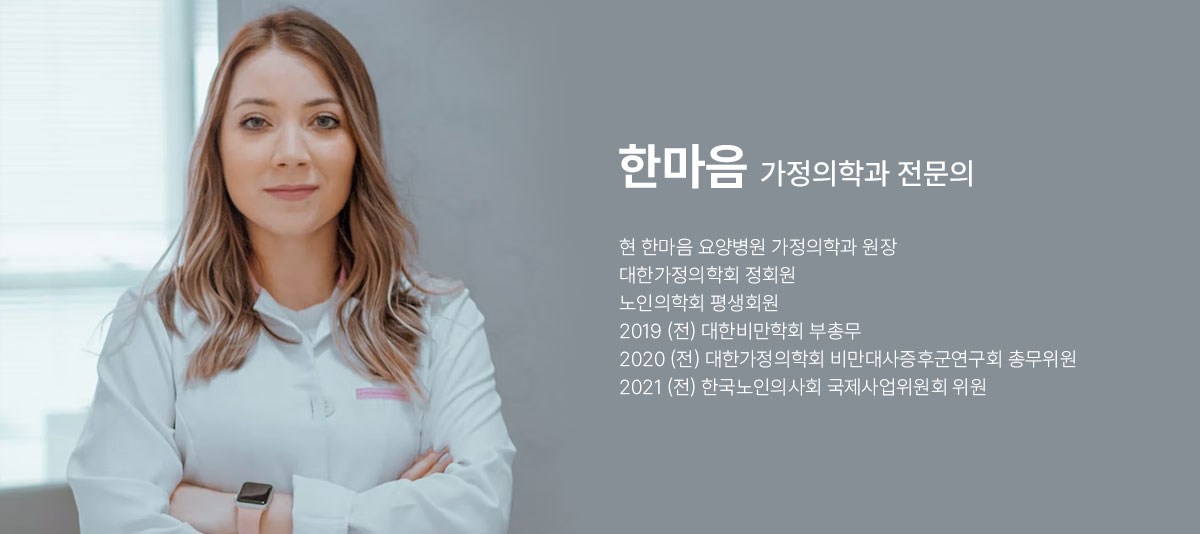 한마음 가정의학과 전문의
현 한마음 요양병원 가정의학과 원장
대한가정의학회 정회원
노인의학회 평생회원
2019 (전) 대한비만학회 부총무
2020 (전) 대한가정의학회 비만대사증후군연구회 총무위원
2021 (전) 한국노인의사회 국제사업위원회 위원